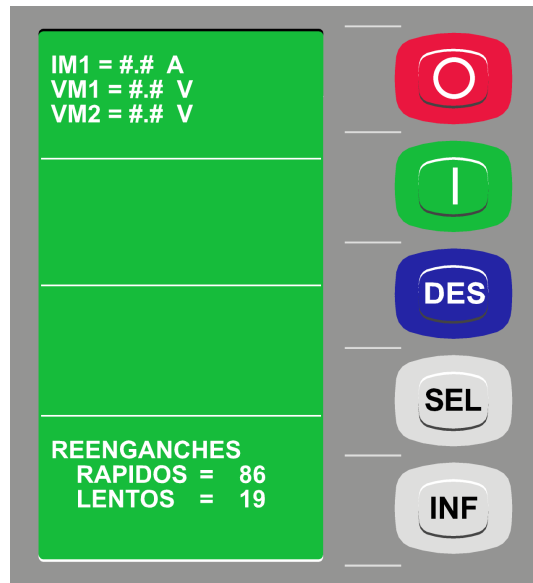 IM1 = #.# A
VM1 = #.# V
VM2 = #.# V
REENGANCHES
RAPIDOS = 86
LENTOS = 19
O
I
DES
SEL
INF